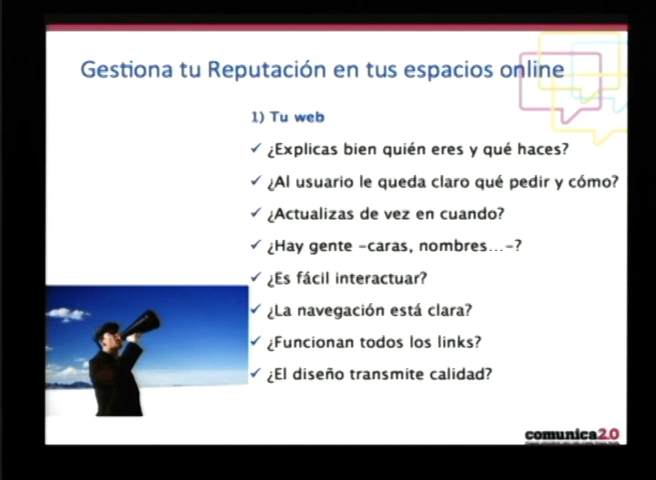 Gestiona tu Reputación en tus espacios online
1) Tu web
✓ ¿Explicas bien quién eres y qué haces?
✓ ¿Al usuario le queda claro qué pedir y cómo?
✓ ¿Actualizas de vez en cuando?
✓ ¿Hay gente –caras, nombres...–?
✓ ¿Es fácil interactuar?
✓ ¿La navegación está clara?
✓ ¿Funcionan todos los links?
✓ ¿El diseño transmite calidad?
comunica2.0